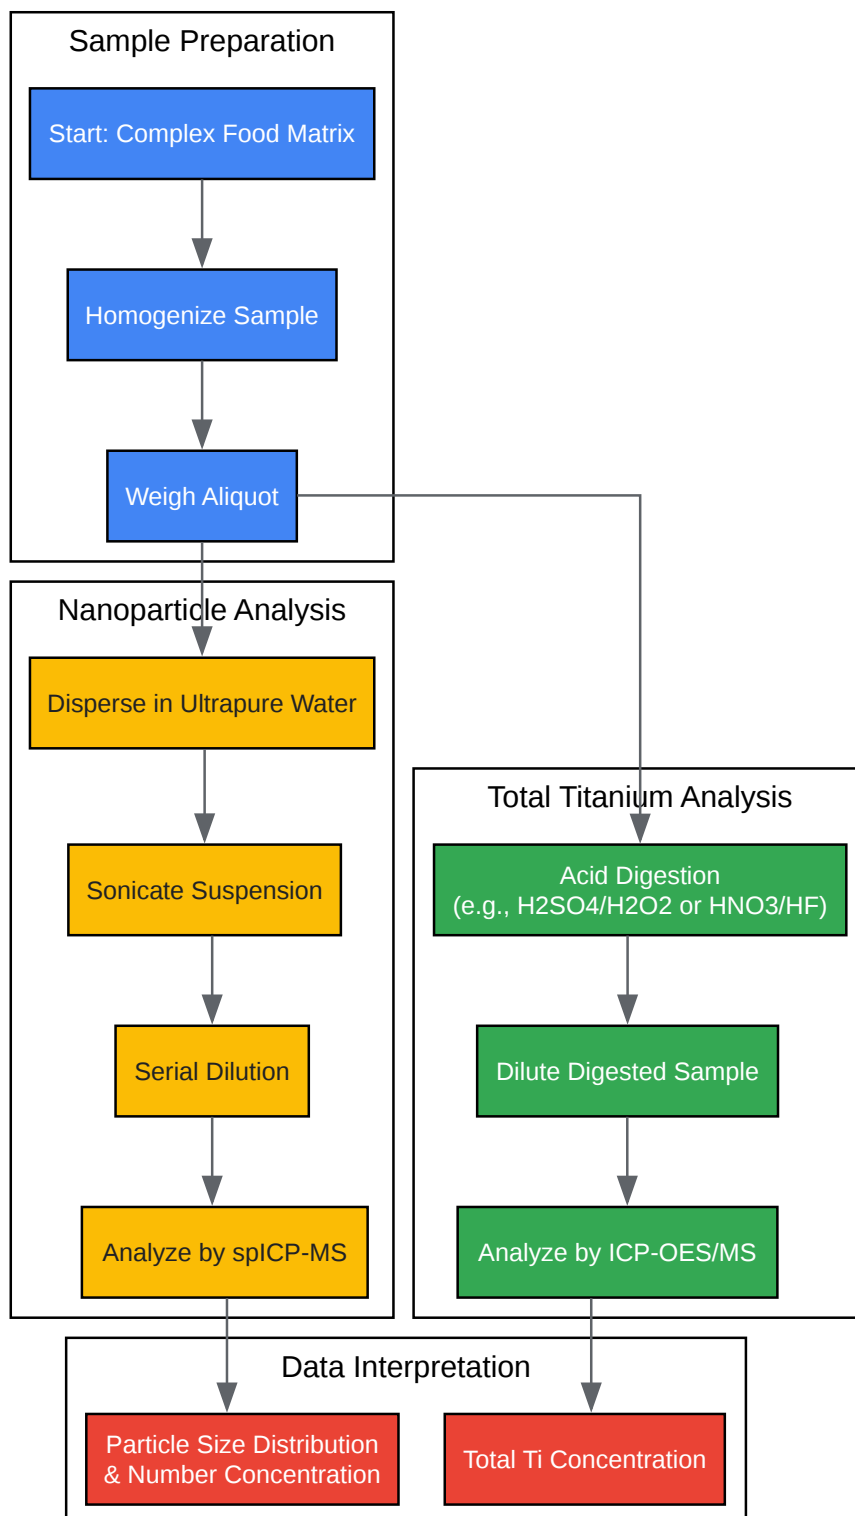 Sample Preparation
Start: Complex Food Matrix
Homogenize Sample
Weigh Aliquot
Nanoparticle Analysis
Disperse in Ultrapure Water
Sonicate Suspension
Serial Dilution
Analyze by spICP-MS
Total Titanium Analysis
Acid Digestion
(e.g., H2SO4/H2O2 or HNO3/HF)
Dilute Digested Sample
Analyze by ICP-OES/MS
Data Interpretation
Particle Size Distribution
& Number Concentration
Total Ti Concentration